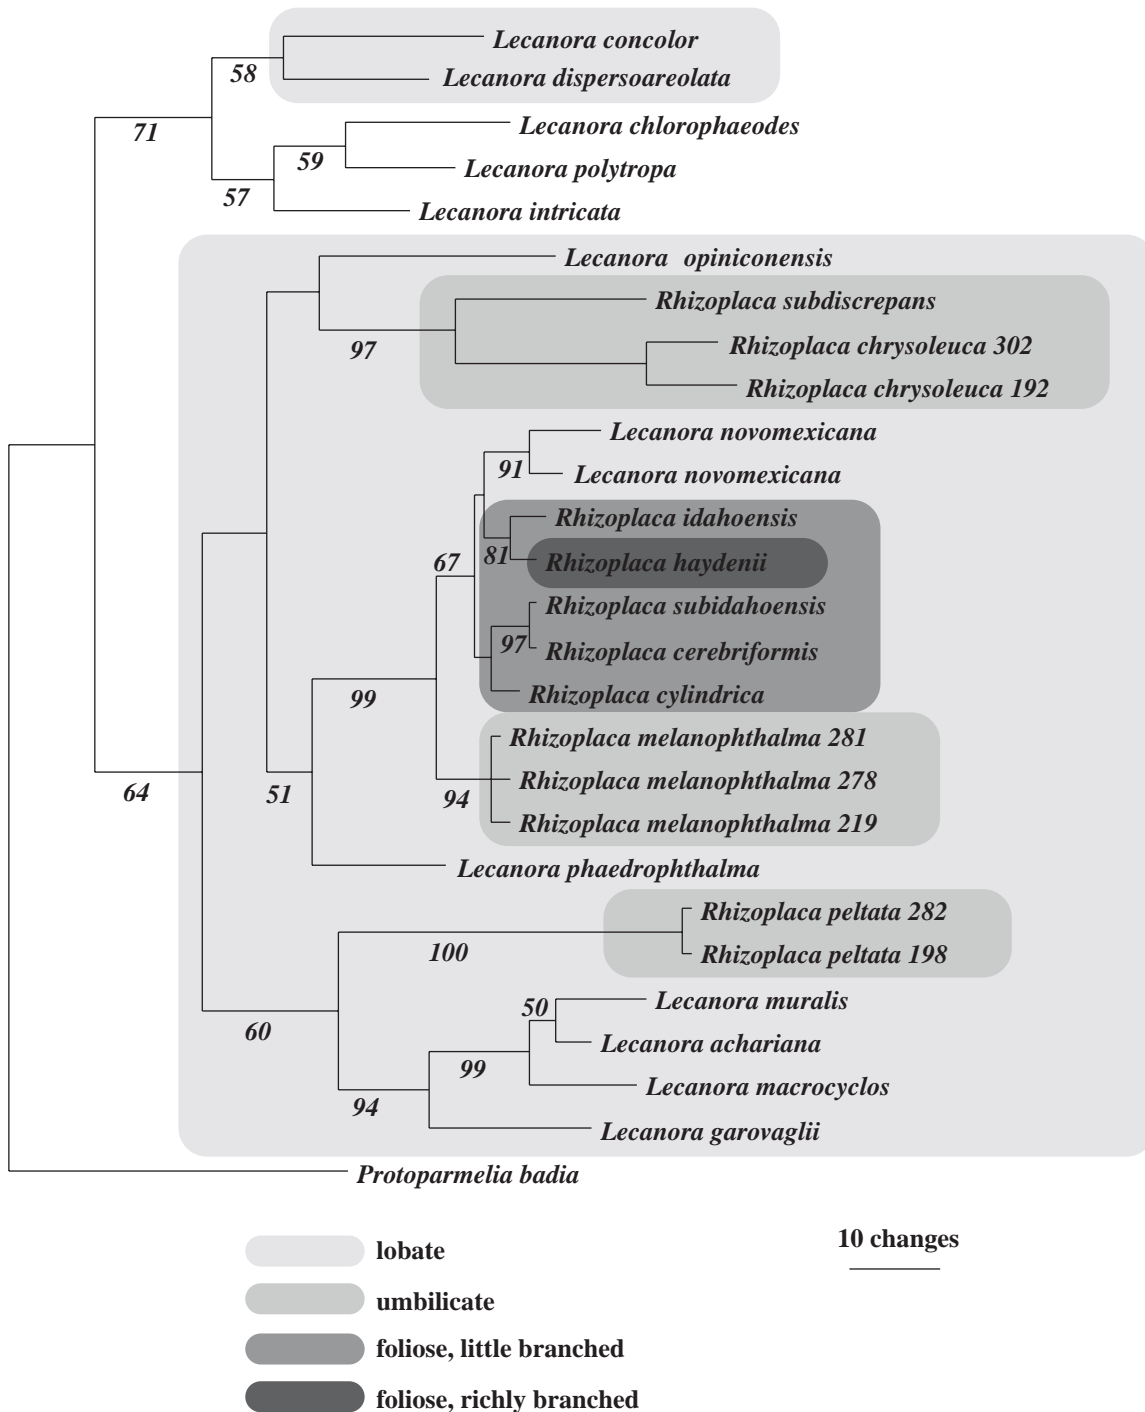 Lecanora concolor
58
Lecanora dispersoareolata
71
Lecanora chlorophaeodes
59
Lecanora polytropa
57
Lecanora intricata
Lecanora opiniconensis
Rhizoplaca subdiscrepans
97
Rhizoplaca chrysoleuca 302
Rhizoplaca chrysoleuca 192
Lecanora novomexicana
91
Lecanora novomexicana
Rhizoplaca idahoensis
67
81
Rhizoplaca haydenii
Rhizoplaca subidahoensis
97
Rhizoplaca cerebriformis
99
Rhizoplaca cylindrica
Rhizoplaca melanophthalma 281
64
51
94
Rhizoplaca melanophthalma 278
Rhizoplaca melanophthalma 219
Lecanora phaedrophthalma
Rhizoplaca peltata 282
100
Rhizoplaca peltata 198
Lecanora muralis
50
60
Lecanora achariana
99
Lecanora macrocyclos
94
Lecanora garovaglii
Protoparmelia badia
10 changes
lobate
umbilicate
foliose, little branched
foliose, richly branched